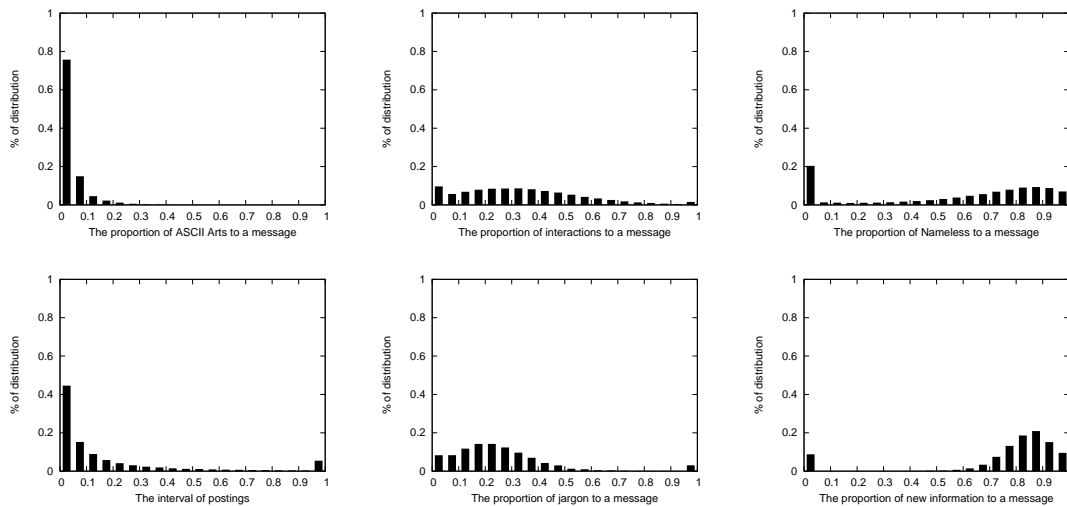 1
0.8
0.6
0.4
0.2
0
% of distribution
0 0.1 0.2 0.3 0.4 0.5 0.6 0.7 0.8 0.9 1
The proportion of ASCII Arts to a message
1
0.8
0.6
0.4
0.2
0
% of distribution
0 0.1 0.2 0.3 0.4 0.5 0.6 0.7 0.8 0.9 1
The proportion of interactions to a message
1
0.8
0.6
0.4
0.2
0
% of distribution
0 0.1 0.2 0.3 0.4 0.5 0.6 0.7 0.8 0.9
The proportion of Nameless to a message
1
0.8
0.6
0.4
0.2
0
% of distribution
0 0.1 0.2 0.3 0.4 0.5 0.6 0.7 0.8 0.9 1
The interval of postings
1
0.8
0.6
0.4
0.2
0
% of distribution
0 0.1 0.2 0.3 0.4 0.5 0.6 0.7 0.8 0.9 1
The proportion of jargon to a message
1
0.8
0.6
0.4
0.2
0
% of distribution
0 0.1 0.2 0.3 0.4 0.5 0.6 0.7 0.8 0.9
The proportion of new information to a message